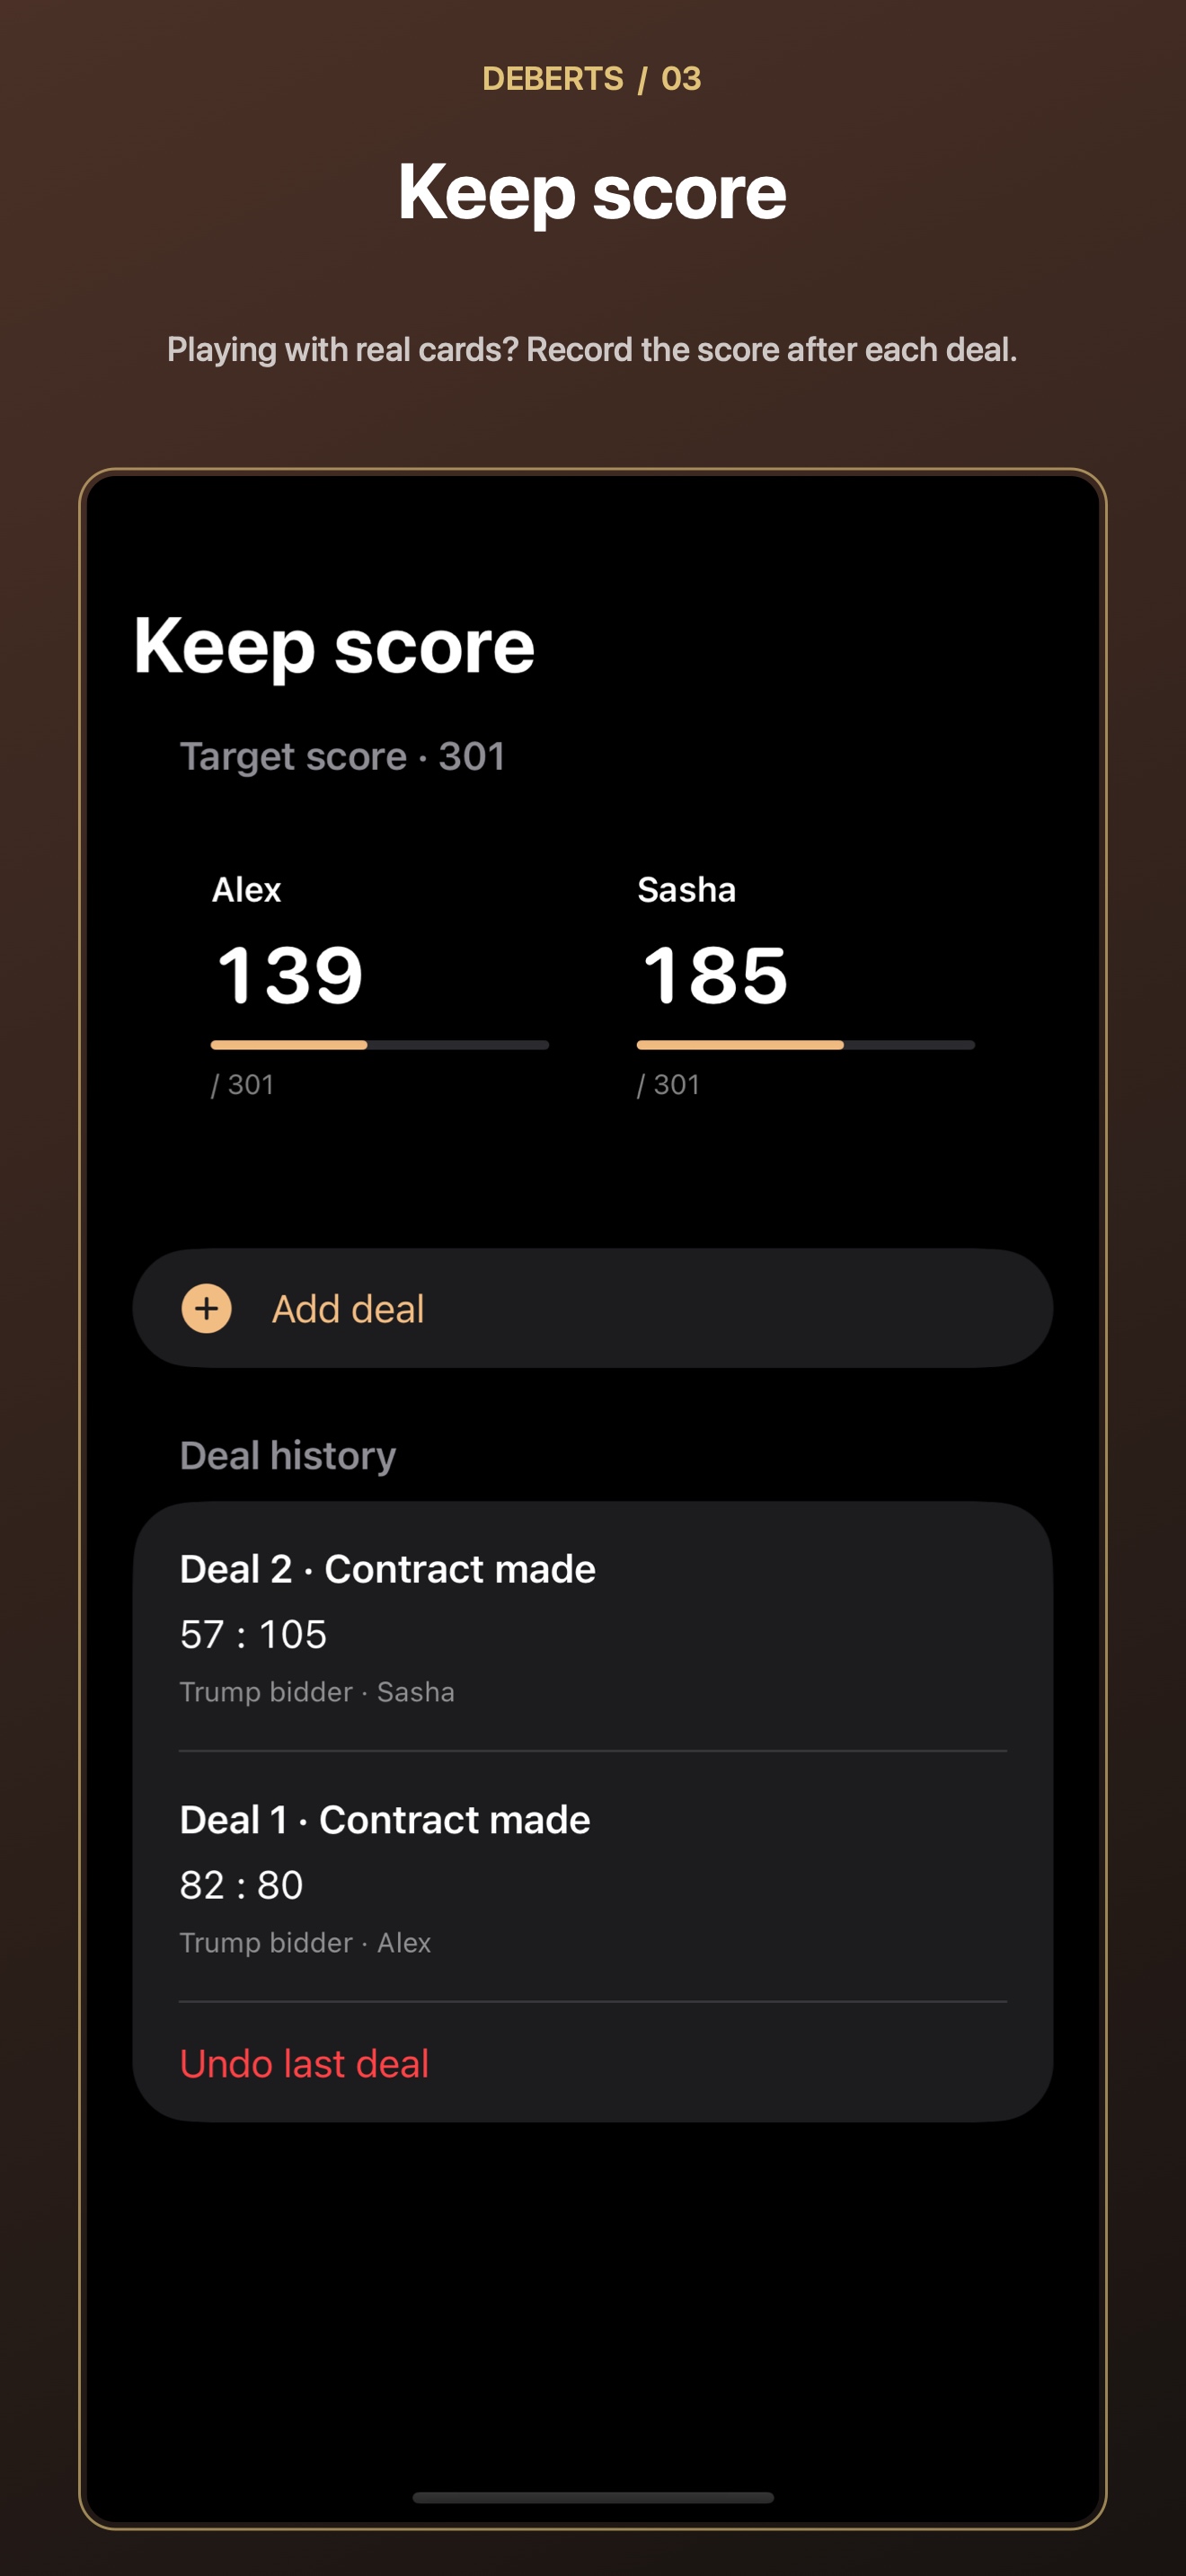 DEBERTS / 03
Keep score
Playing with real cards? Record the score after each deal.
Keep score
Target score · 301
Alex
139
/ 301
Sasha
185
/ 301
Add deal
Deal history
Deal 2 · Contract made
57 : 105
Trump bidder · Sasha
Deal 1 · Contract made
82 : 80
Trump bidder · Alex
Undo last deal